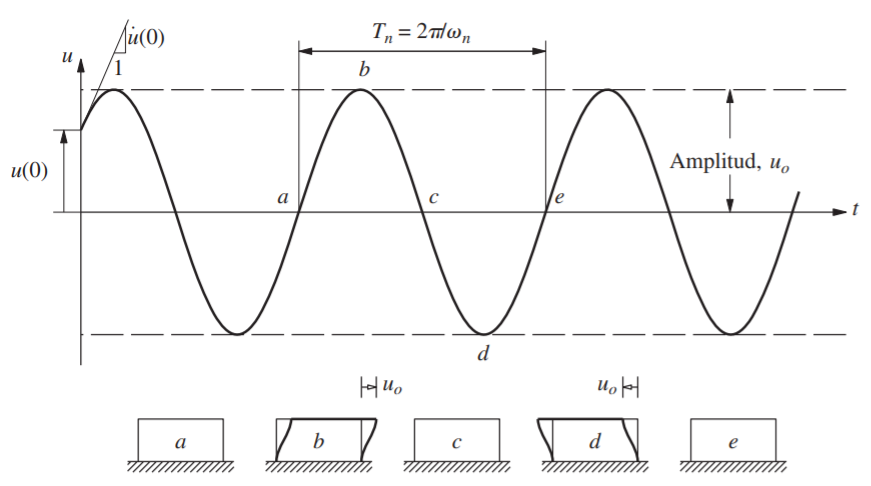 u̇(0)
1
u
Tₙ = 2π/ωₙ
b
u(0)
a
c
e
Amplitud, uₒ
t
d
uₒ
uₒ
a
b
c
d
e